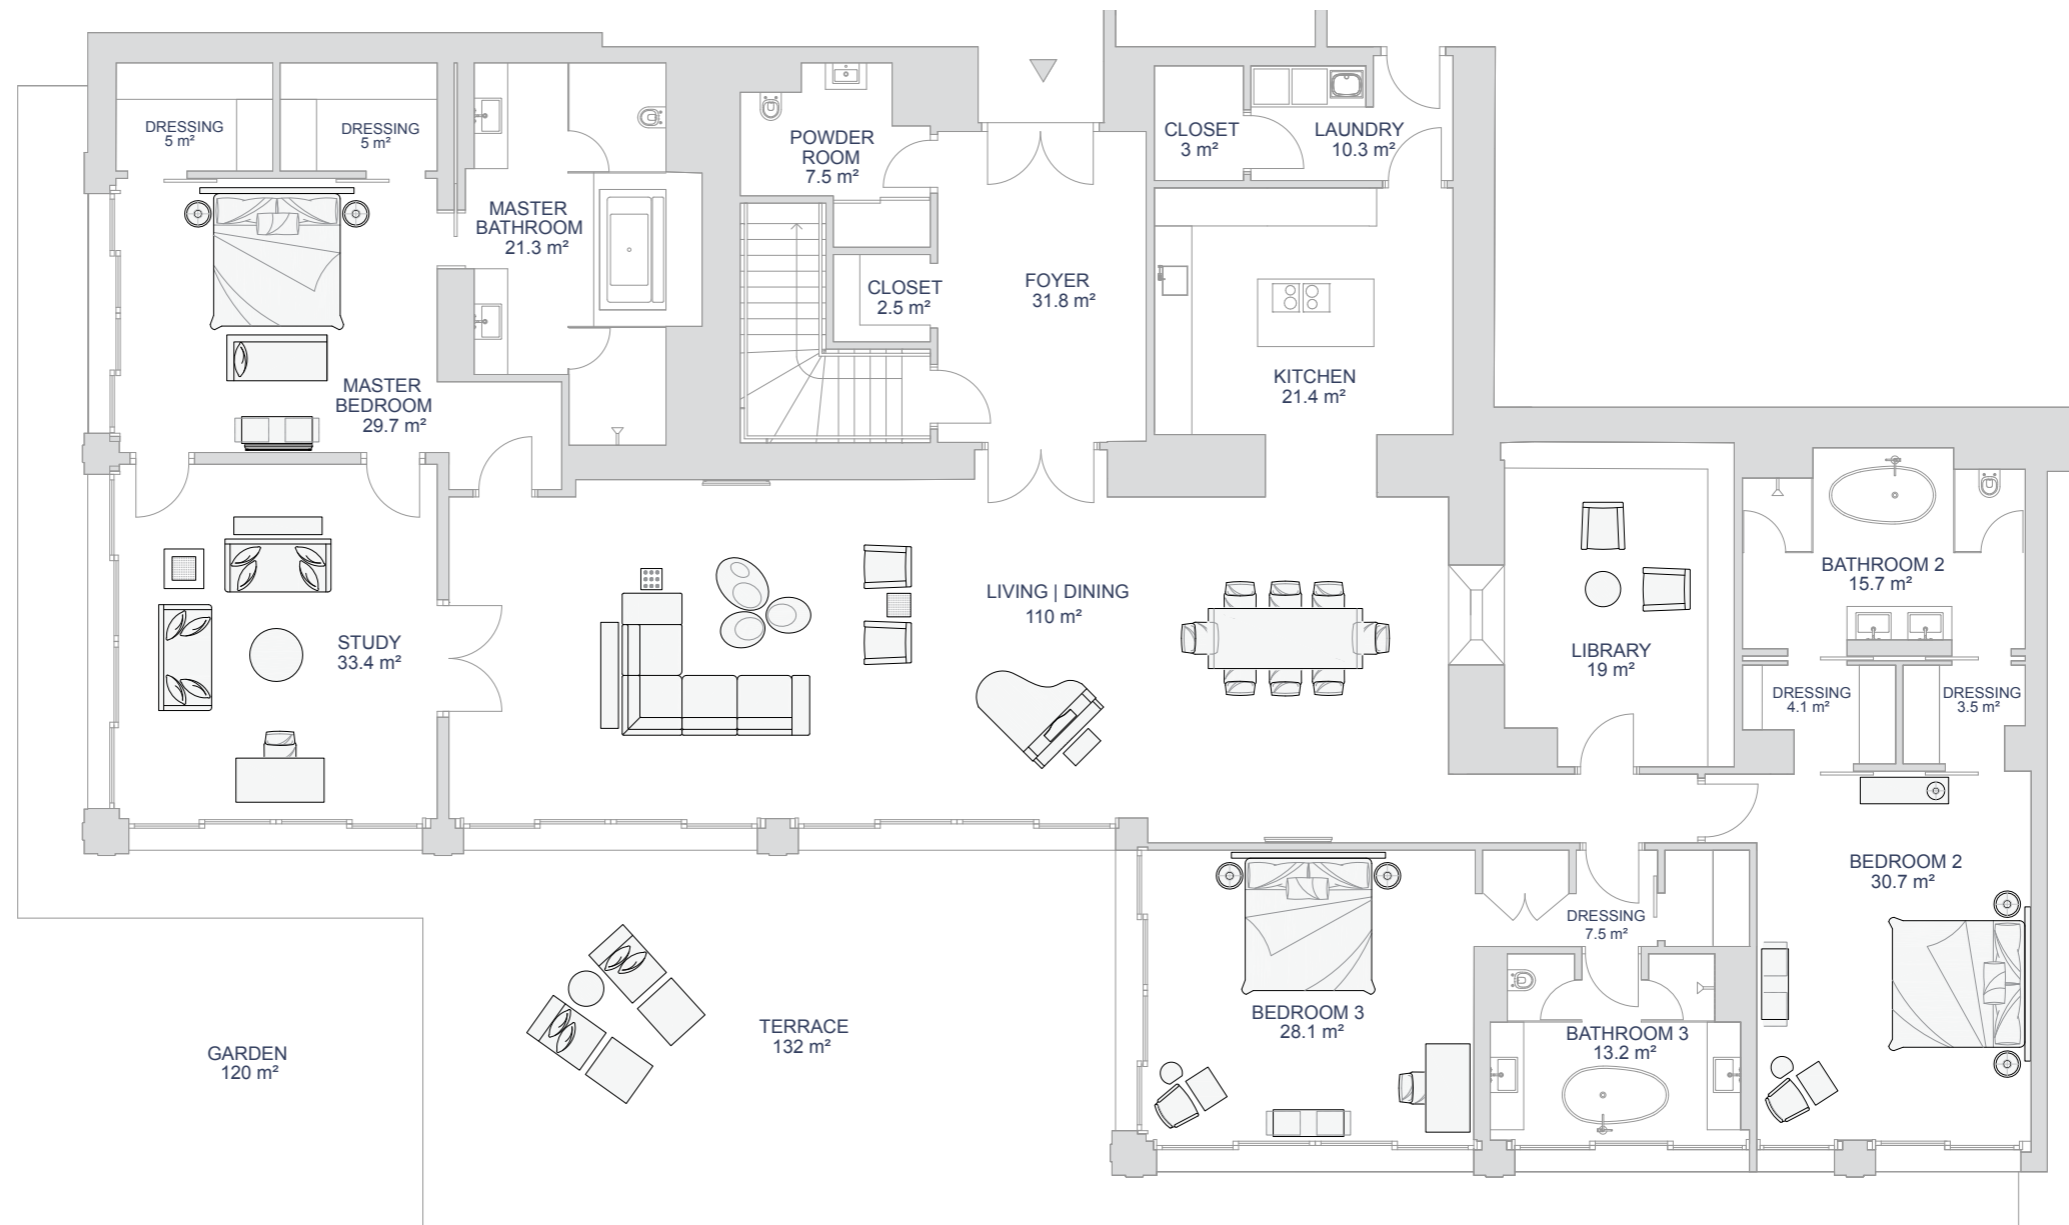 DRESSING
5 m²
DRESSING
5 m²
MASTER
BATHROOM
21.3 m²
POWDER
ROOM
7.5 m²
CLOSET
3 m²
LAUNDRY
10.3 m²
CLOSET
2.5 m²
FOYER
31.8 m²
MASTER
BEDROOM
29.7 m²
KITCHEN
21.4 m²
STUDY
33.4 m²
LIVING | DINING
110 m²
LIBRARY
19 m²
BATHROOM 2
15.7 m²
DRESSING
4.1 m²
DRESSING
3.5 m²
BEDROOM 2
30.7 m²
DRESSING
7.5 m²
BEDROOM 3
28.1 m²
BATHROOM 3
13.2 m²
TERRACE
132 m²
GARDEN
120 m²